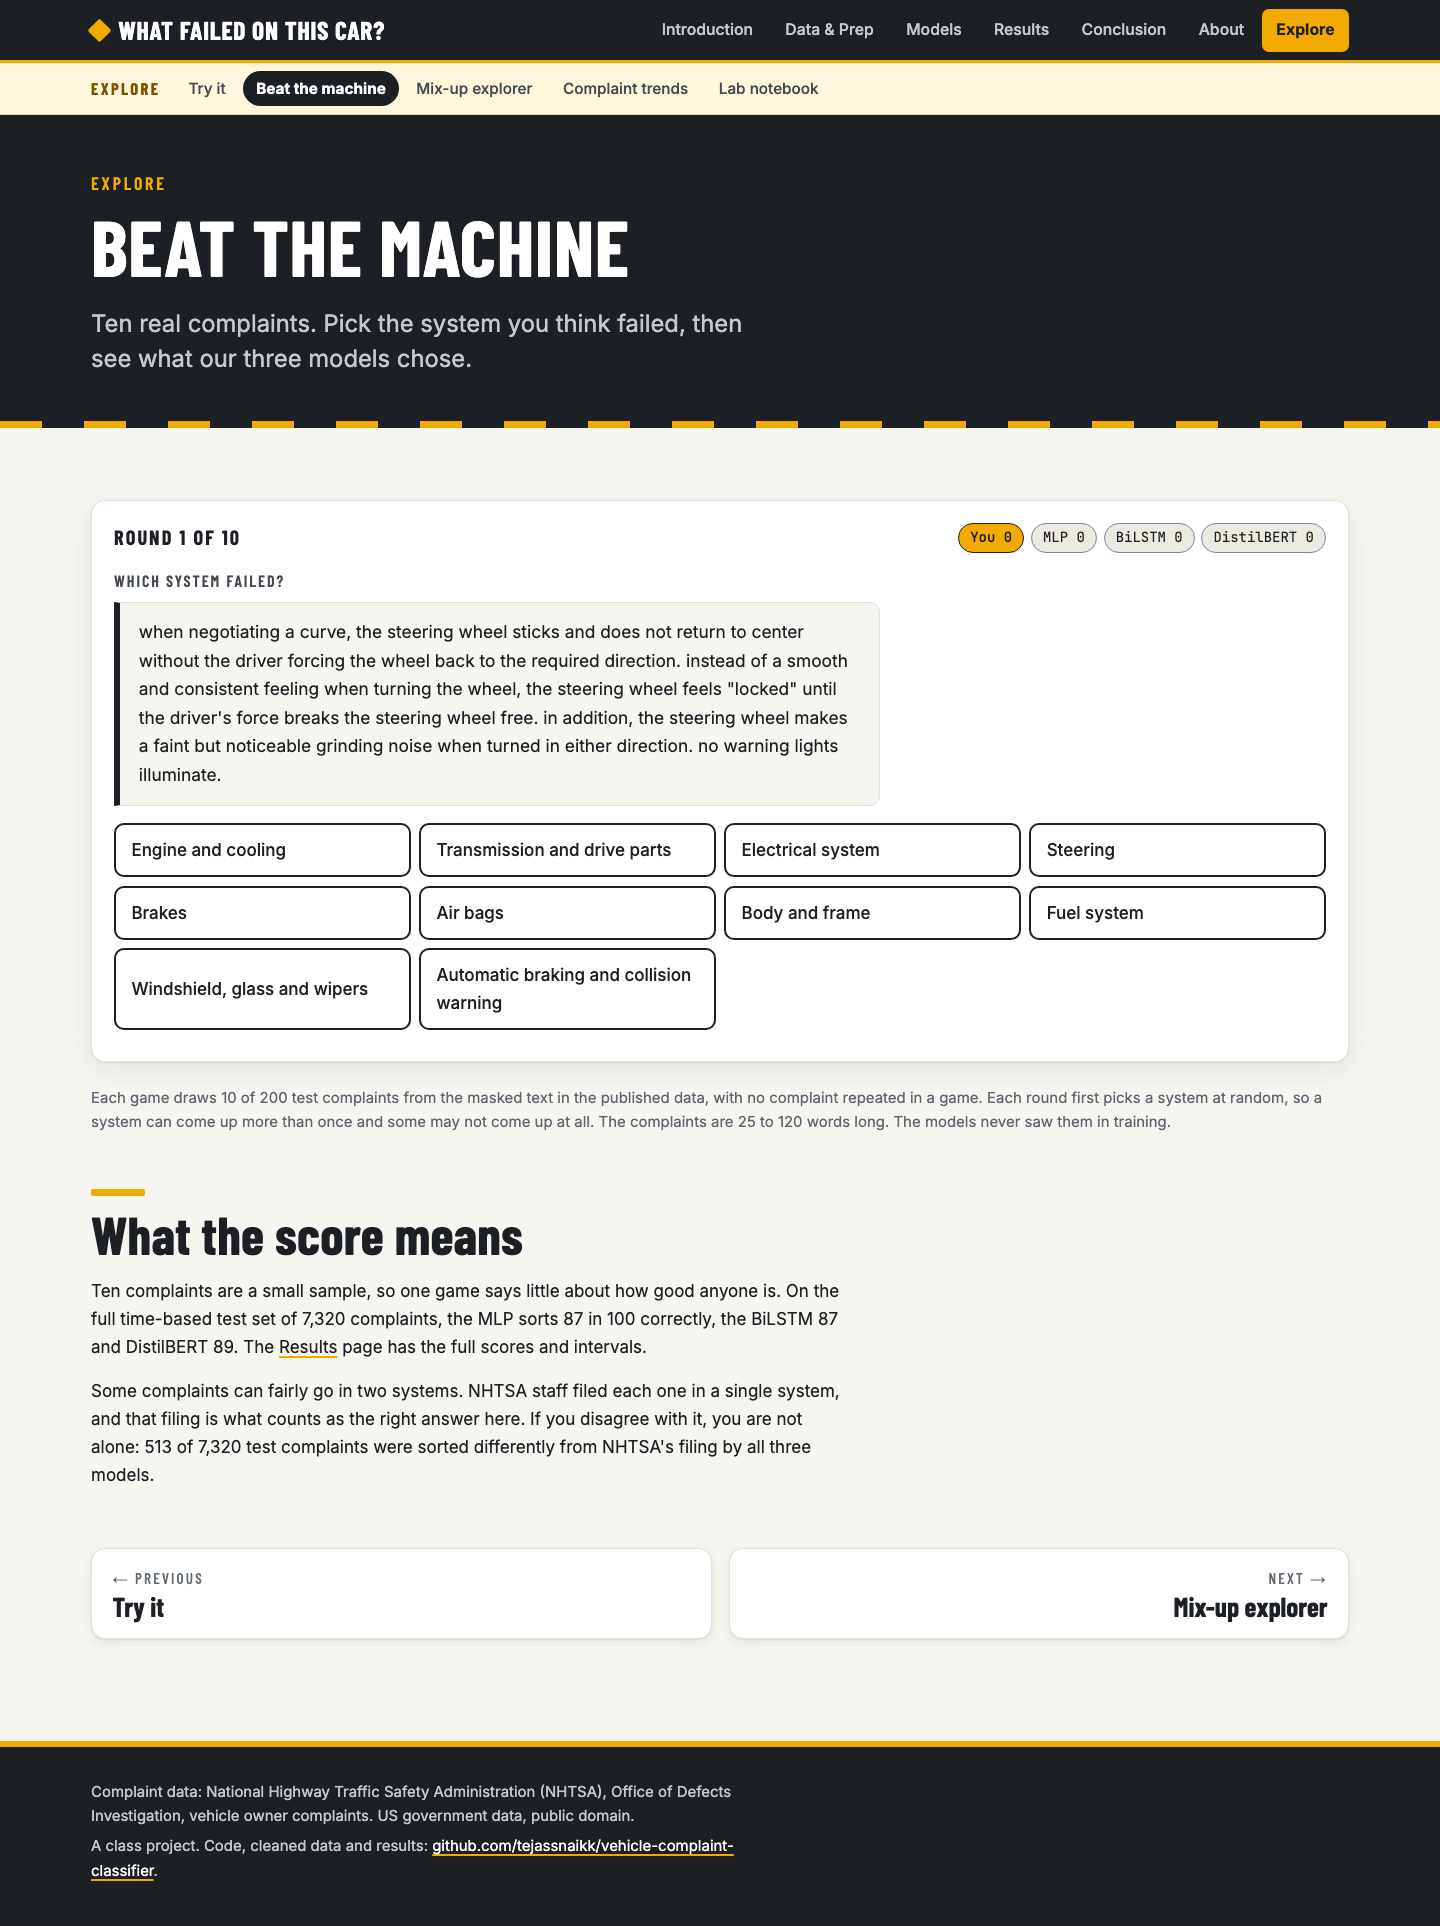 WHAT FAILED ON THIS CAR?
Introduction
Data & Prep
Models
Results
Conclusion
About
Explore
EXPLORE
Try it
Beat the machine
Mix-up explorer
Complaint trends
Lab notebook
EXPLORE
BEAT THE MACHINE
Ten real complaints. Pick the system you think failed, then
see what our three models chose.
ROUND 1 OF 10
You 0
MLP 0
BiLSTM 0
DistilBERT 0
WHICH SYSTEM FAILED?
when negotiating a curve, the steering wheel sticks and does not return to center
without the driver forcing the wheel back to the required direction. instead of a smooth
and consistent feeling when turning the wheel, the steering wheel feels "locked" until
the driver's force breaks the steering wheel free. in addition, the steering wheel makes
a faint but noticeable grinding noise when turned in either direction. no warning lights
illuminate.
Engine and cooling
Transmission and drive parts
Electrical system
Steering
Brakes
Air bags
Body and frame
Fuel system
Windshield, glass and wipers
Automatic braking and collision
warning
Each game draws 10 of 200 test complaints from the masked text in the published data, with no complaint repeated in a game. Each round first picks a system at random, so a
system can come up more than once and some may not come up at all. The complaints are 25 to 120 words long. The models never saw them in training.
What the score means
Ten complaints are a small sample, so one game says little about how good anyone is. On the
full time-based test set of 7,320 complaints, the MLP sorts 87 in 100 correctly, the BiLSTM 87
and DistilBERT 89. The Results page has the full scores and intervals.
Some complaints can fairly go in two systems. NHTSA staff filed each one in a single system,
and that filing is what counts as the right answer here. If you disagree with it, you are not
alone: 513 of 7,320 test complaints were sorted differently from NHTSA's filing by all three
models.
← PREVIOUS
Try it
NEXT →
Mix-up explorer
Complaint data: National Highway Traffic Safety Administration (NHTSA), Office of Defects
Investigation, vehicle owner complaints. US government data, public domain.
A class project. Code, cleaned data and results: github.com/tejassnaikk/vehicle-complaint-
classifier.